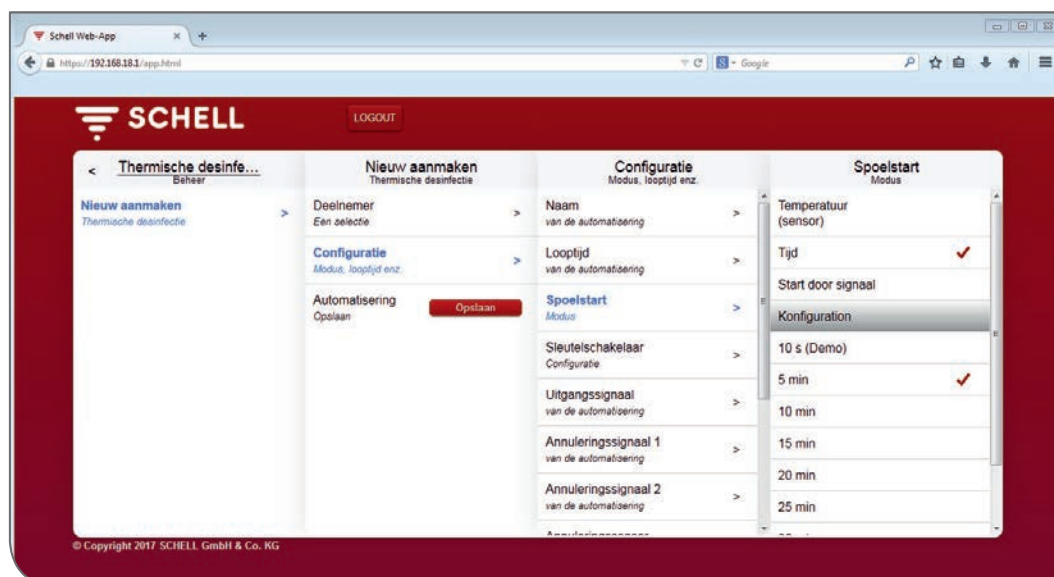 Schell Web-App
https://192.168.18.1/app.html
Google
SCHELL
LOGOUT
< Thermische desinfe...
Beheer
Nieuw aanmaken >
Thermische desinfectie
Nieuw aanmaken
Thermische desinfectie
Deelnemer >
Een selectie
Configuratie >
Modus, looptijd enz.
Automatisering
Opslaan
Opslaan
Configuratie
Modus, looptijd enz.
Naam >
van de automatisering
Looptijd >
van de automatisering
Spoelstart >
Modus
Sleutelschakelaar >
Configuratie
Uitgangssignaal >
van de automatisering
Annuleringssignaal 1 >
van de automatisering
Annuleringssignaal 2 >
van de automatisering
Spoelstart
Modus
Temperatuur
(sensor)
Tijd
Start door signaal
Konfiguration
10 s (Demo)
5 min
10 min
15 min
20 min
25 min
© Copyright 2017 SCHELL GmbH & Co. KG